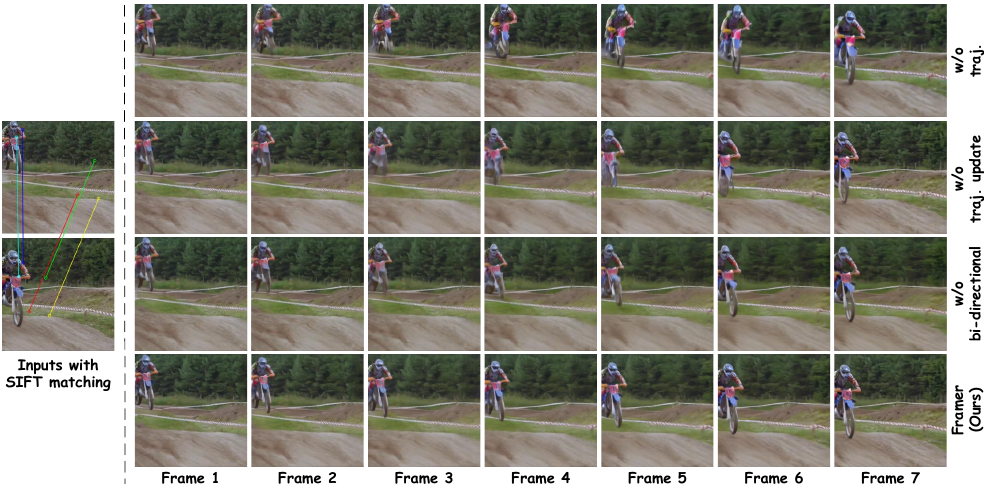 w/o
traj.
w/o
traj. update
w/o
bi-directional
Framer
(Ours)
Inputs with
SIFT matching
Frame 1
Frame 2
Frame 3
Frame 4
Frame 5
Frame 6
Frame 7